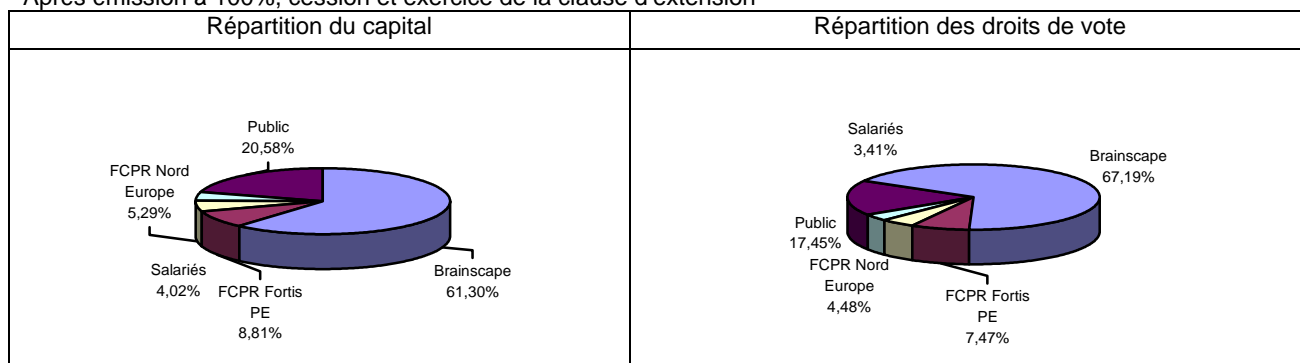 Après émission à 100%, cession et exercice de la clause d'extension
Répartition du capital
Répartition des droits de vote
Public
20,58%
FCPR Nord
Europe
5,29%
Salariés
4,02%
FCPR Fortis
PE
8,81%
Brainscape
61,30%
Salariés
3,41%
Brainscape
67,19%
Public
17,45%
FCPR Nord
Europe
4,48%
FCPR Fortis
PE
7,47%